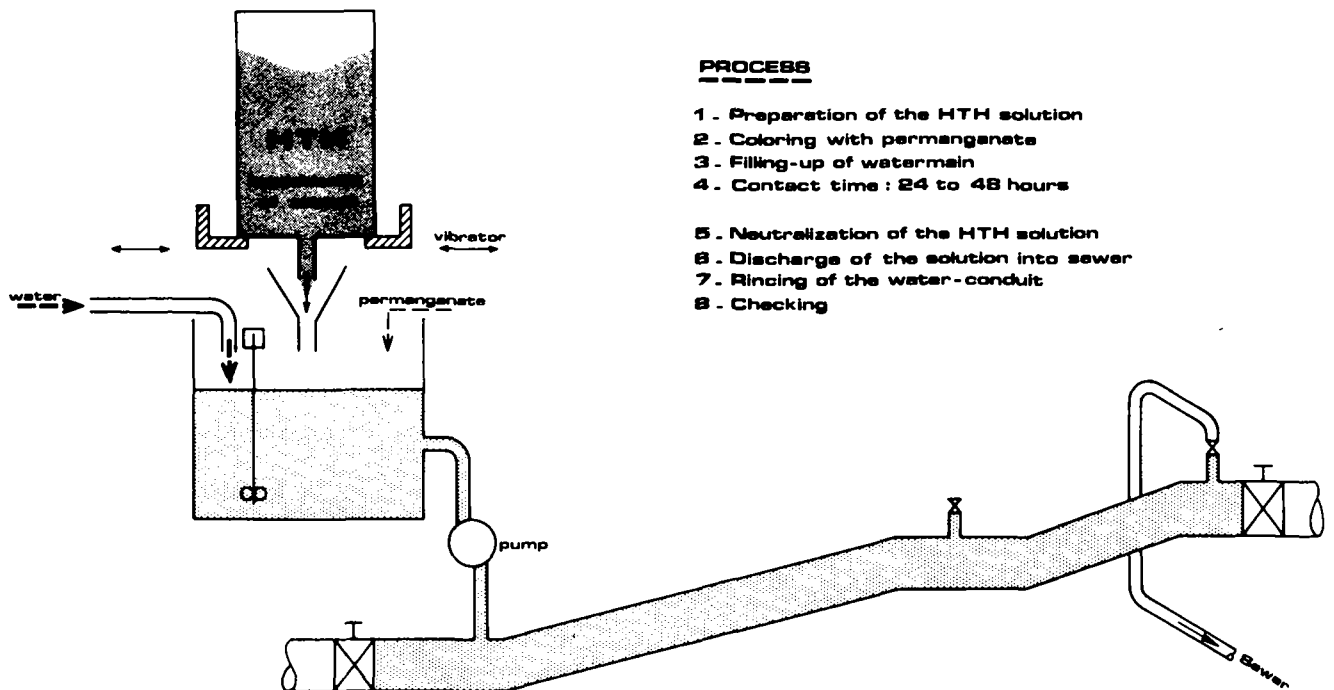 PROCESS
1 - Preparation of the HTH solution
2 - Coloring with permanganate
3 - Filling-up of watermain
4 - Contact time : 24 to 48 hours
5 - Neutralization of the HTH solution
6 - Discharge of the solution into sewer
7 - Rincing of the water-conduit
8 - Checking
HTH
vibrator
water
permanganate
pump
Sewer